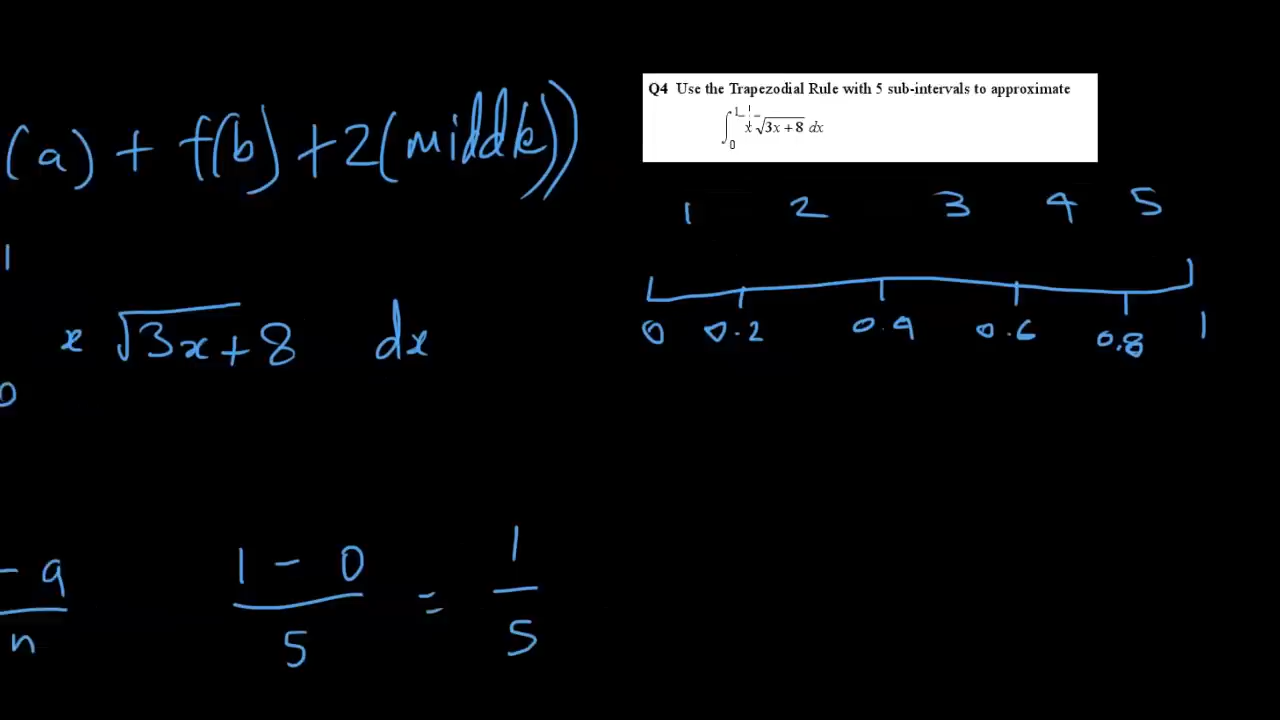 (a) + f(b) + 2(middle))
Q4 Use the Trapezodial Rule with 5 sub-intervals to approximate
∫₀¹ x√3x+8 dx
1 2 3 4 5
0 0.2 0.4 0.6 0.8 1
1
x √3x+8 dx
0
- a
n
1 - 0
5
=
1
5